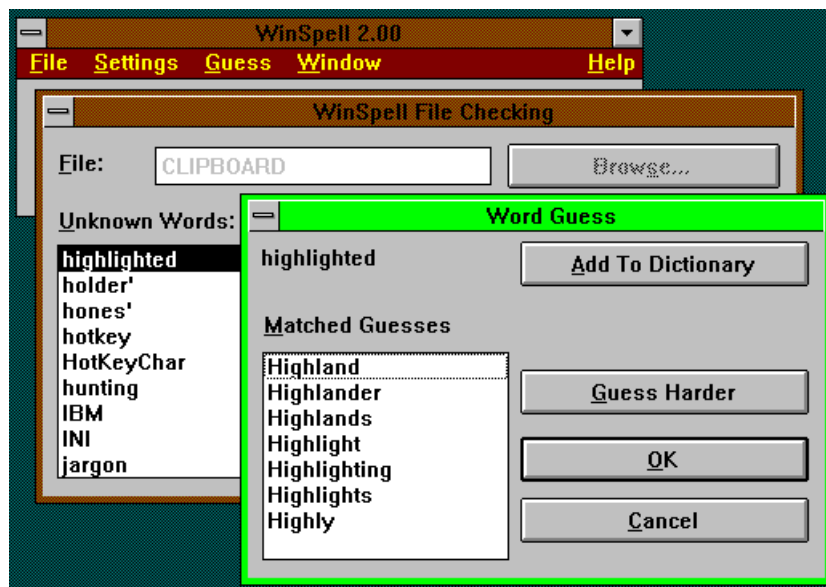 WinSpell 2.00
File Settings Guess Window Help
WinSpell File Checking
File: CLIPBOARD Browse...
Unknown Words:
highlighted
holder'
hones'
hotkey
HotKeyChar
hunting
IBM
INI
jargon
Word Guess
highlighted Add To Dictionary
Matched Guesses
Highland
Highlander
Highlands
Highlight
Highlighting
Highlights
Highly
Guess Harder
OK
Cancel